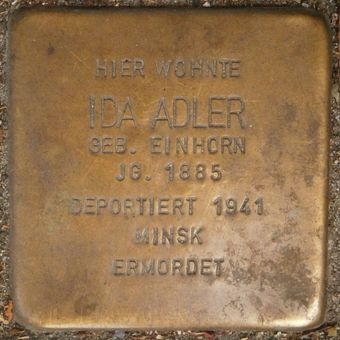 HIER WOHNTE
IDA ADLER
GEB. EINHORN
JG. 1885
DEPORTIERT 1941
MINSK
ERMORDET